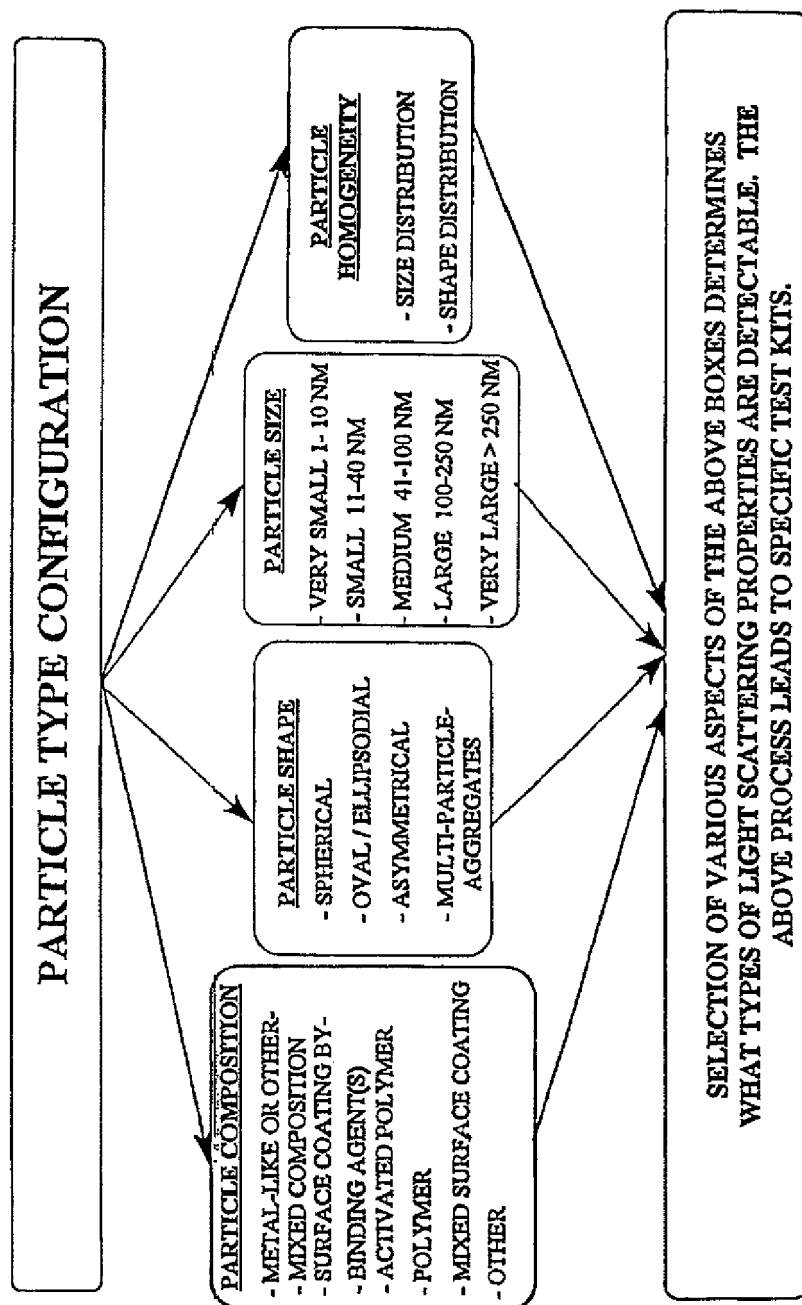 PARTICLE TYPE CONFIGURATION
PARTICLE COMPOSITION
- METAL-LIKE OR OTHER-
- MIXED COMPOSITION
- SURFACE COATING BY-
- BINDING AGENT(S)
- ACTIVATED POLYMER
- POLYMER
- MIXED SURFACE COATING
- OTHER
PARTICLE SHAPE
- SPHERICAL
- OVAL / ELLIPSODIAL
- ASYMMETRICAL
- MULTI-PARTICLE-
AGGREGATES
PARTICLE SIZE
- VERY SMALL 1- 10 NM
- SMALL 11-40 NM
- MEDIUM 41-100 NM
- LARGE 100-250 NM
- VERY LARGE > 250 NM
PARTICLE
HOMOGENEITY
- SIZE DISTRIBUTION
- SHAPE DISTRIBUTION
SELECTION OF VARIOUS ASPECTS OF THE ABOVE BOXES DETERMINES
WHAT TYPES OF LIGHT SCATTERING PROPERTIES ARE DETECTABLE. THE
ABOVE PROCESS LEADS TO SPECIFIC TEST KITS.